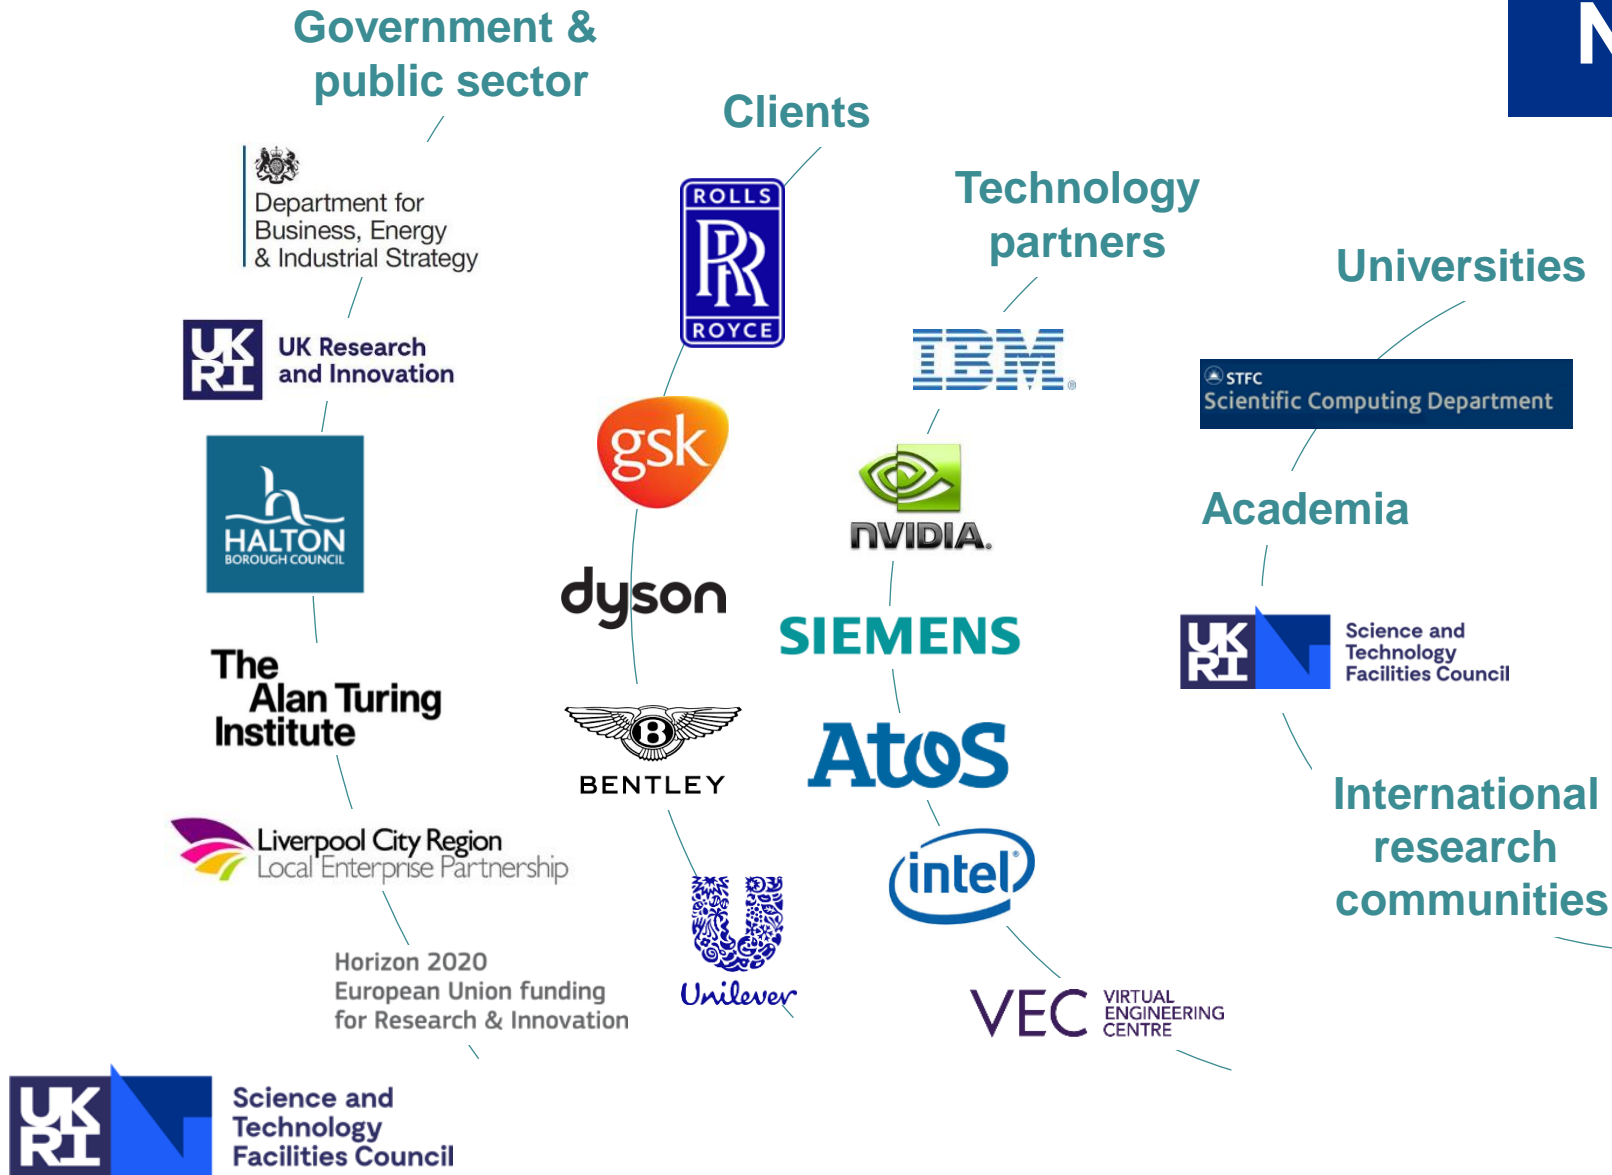 Government &
public sector
Department for
Business, Energy
& Industrial Strategy
UK
RI
UK Research
and Innovation
h
HALTON
BOROUGH COUNCIL
The
Alan Turing
Institute
Liverpool City Region
Local Enterprise Partnership
Horizon 2020
European Union funding
for Research & Innovation
Clients
ROLLS
RR
ROYCE
gsk
dyson
B
BENTLEY
U
Unilever
Technology
partners
IBM®
NVIDIA.
SIEMENS
Atos
intel®
VEC
VIRTUAL
ENGINEERING
CENTRE
Universities
STFC
Scientific Computing Department
Academia
UK
RI
Science and
Technology
Facilities Council
International
research
communities
UK
RI
Science and
Technology
Facilities Council